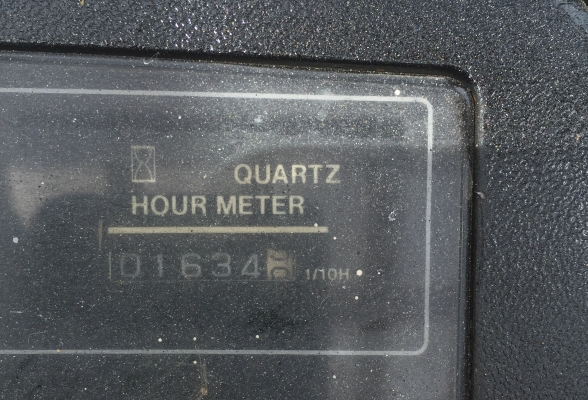 QUARTZ
HOUR METER
01634 1/10H